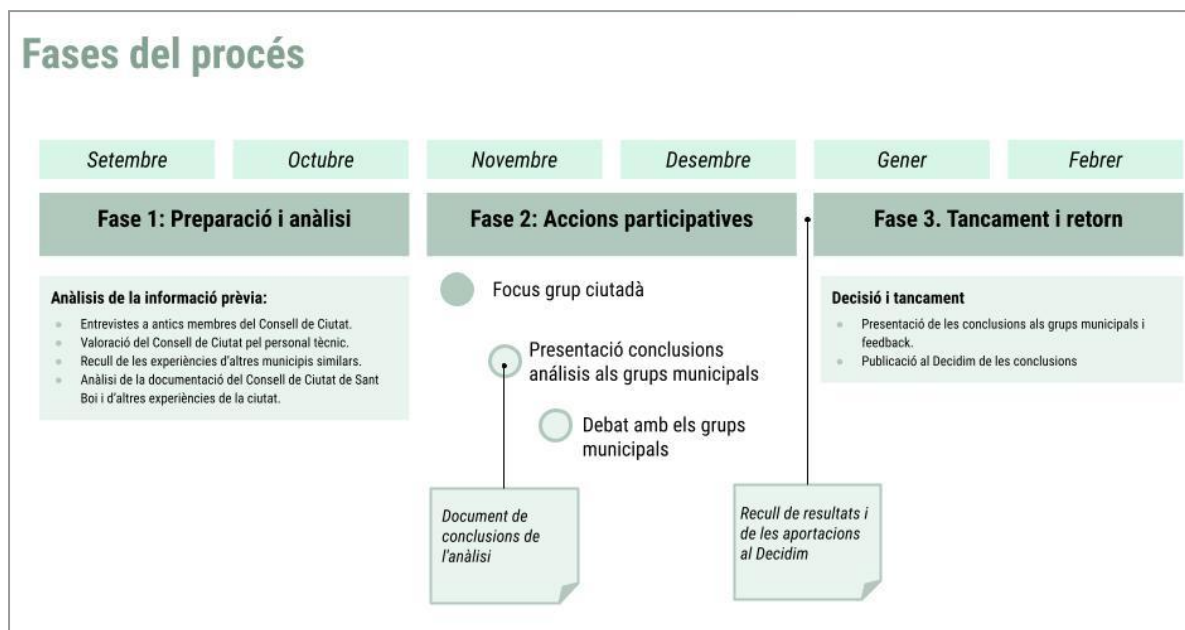 Fases del procés
Setembre
Octubre
Novembre
Desembre
Gener
Febrer
Fase 1: Preparació i anàlisi
Fase 2: Accions participatives
Fase 3. Tancament i retorn
Anàlisis de la informació prèvia:
Entrevistes a antics membres del Consell de Ciutat.
Valoració del Consell de Ciutat pel personal tècnic.
Recull de les experiències d'altres municipis similars.
Anàlisi de la documentació del Consell de Ciutat de Sant
Boi i d'altres experiències de la ciutat.
Focus grup ciutadà
Presentació conclusions
análisis als grups municipals
Debat amb els grups
municipals
Document de
conclusions de
l'anàlisi
Recull de resultats i
de les aportacions
al Decidim
Decisió i tancament
Presentació de les conclusions als grups municipals i
feedback.
Publicació al Decidim de les conclusions